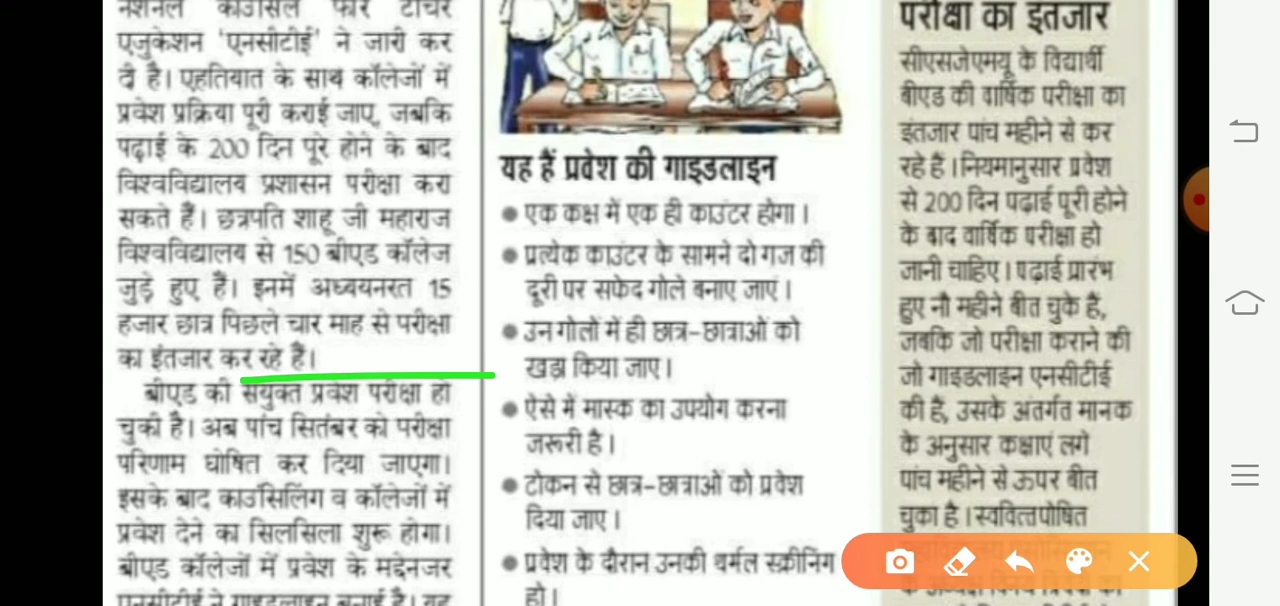 नेशनल काउंसिल फॉर टीचर
एजुकेशन 'एनसीटीई' ने जारी कर
दी है। एहतियात के साथ कॉलेजों में
प्रवेश प्रक्रिया पूरी कराई जाए, जबकि
पढ़ाई के 200 दिन पूरे होने के बाद
विश्वविद्यालय प्रशासन परीक्षा करा
सकते हैं। छत्रपति शाहू जी महाराज
विश्वविद्यालय से 150 बीएड कॉलेज
जुड़े हुए हैं। इनमें अध्ययनरत 15
हजार छात्र पिछले चार माह से परीक्षा
का इंतजार कर रहे हैं।
बीएड की संयुक्त प्रवेश परीक्षा हो
चुकी है। अब पांच सितंबर को परीक्षा
परिणाम घोषित कर दिया जाएगा।
इसके बाद काउंसिलिंग व कॉलेजों में
प्रवेश देने का सिलसिला शुरू होगा।
बीएड कॉलेजों में प्रवेश के मद्देनजर
एनसीटीई ने गाइडलाइन बनाई है। यह
यह हैं प्रवेश की गाइडलाइन
● एक कक्ष में एक ही काउंटर होगा।
● प्रत्येक काउंटर के सामने दो गज की
दूरी पर सफेद गोले बनाए जाएं।
● उन गोलों में ही छात्र-छात्राओं को
खड़ा किया जाए।
● ऐसे में मास्क का उपयोग करना
जरूरी है।
● टोकन से छात्र-छात्राओं को प्रवेश
दिया जाए।
● प्रवेश के दौरान उनकी थर्मल स्क्रीनिंग
हो।
परीक्षा का इंतजार
सीएसजेएमयू के विद्यार्थी
बीएड की वार्षिक परीक्षा का
इंतजार पांच महीने से कर
रहे हैं। नियमानुसार प्रवेश
से 200 दिन पढ़ाई पूरी होने
के बाद वार्षिक परीक्षा हो
जानी चाहिए। पढ़ाई प्रारंभ
हुए नौ महीने बीत चुके हैं,
जबकि जो परीक्षा कराने की
जो गाइडलाइन एनसीटीई
की है, उसके अंतर्गत मानक
के अनुसार कक्षाएं लगे
पांच महीने से ऊपर बीत
चुका है। स्ववित्तपोषित